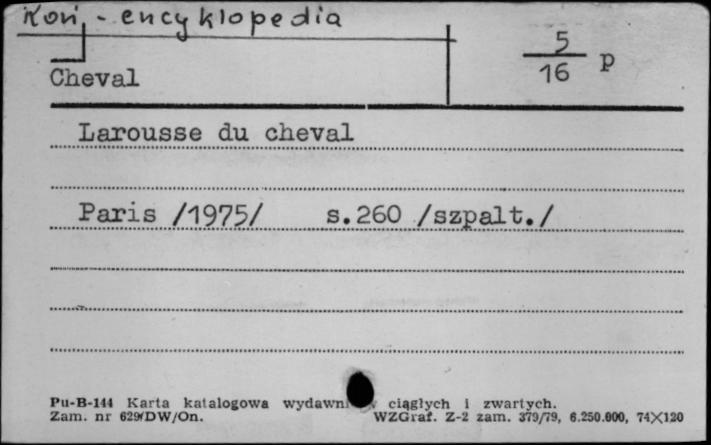 Koń - encyklopedia
5
16 p
Cheval
Larousse du cheval
Paris /1975/ s.260 /szpalt./
Pu-B-144 Karta katalogowa ciągłych i zwartych.
Zam. nr 629/DW/On. WZGraf. Z-2 zam. 379/79, 6.250.000, 74X120